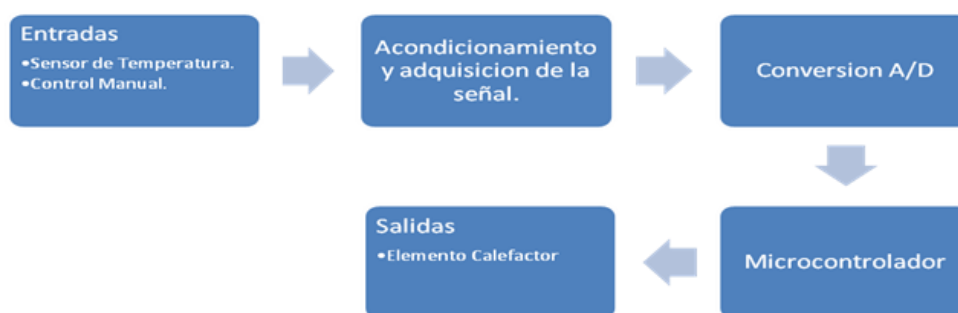 Entradas
•Sensor de Temperatura.
•Control Manual.
Acondicionamiento
y adquisicion de la
señal.
Conversion A/D
Microcontrolador
Salidas
•Elemento Calefactor